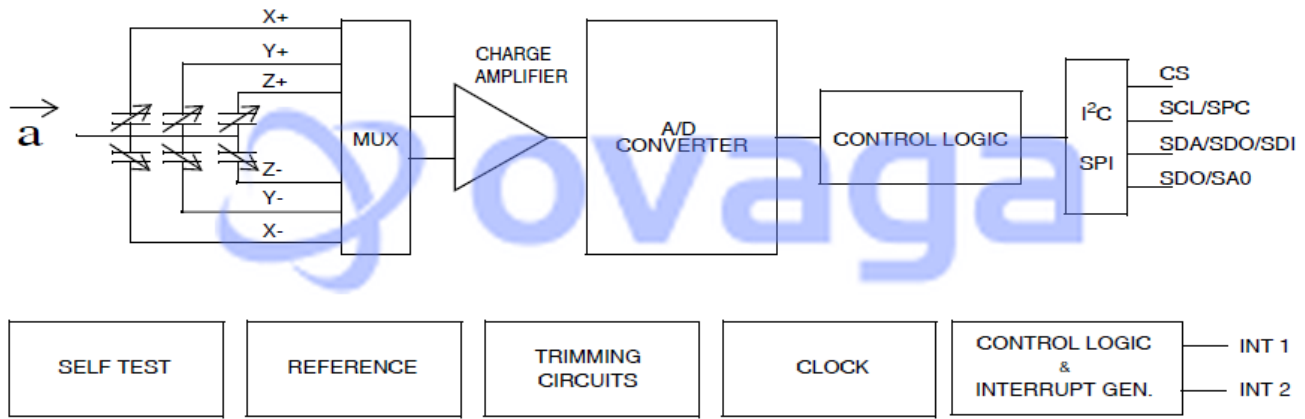 X+
Y+
Z+
a
Z-
Y-
X-
MUX
CHARGE
AMPLIFIER
A/D
CONVERTER
CONTROL LOGIC
I²C
SPI
CS
SCL/SPC
SDA/SDO/SDI
SDO/SA0
ovaga
SELF TEST
REFERENCE
TRIMMING
CIRCUITS
CLOCK
CONTROL LOGIC
&
INTERRUPT GEN.
INT 1
INT 2